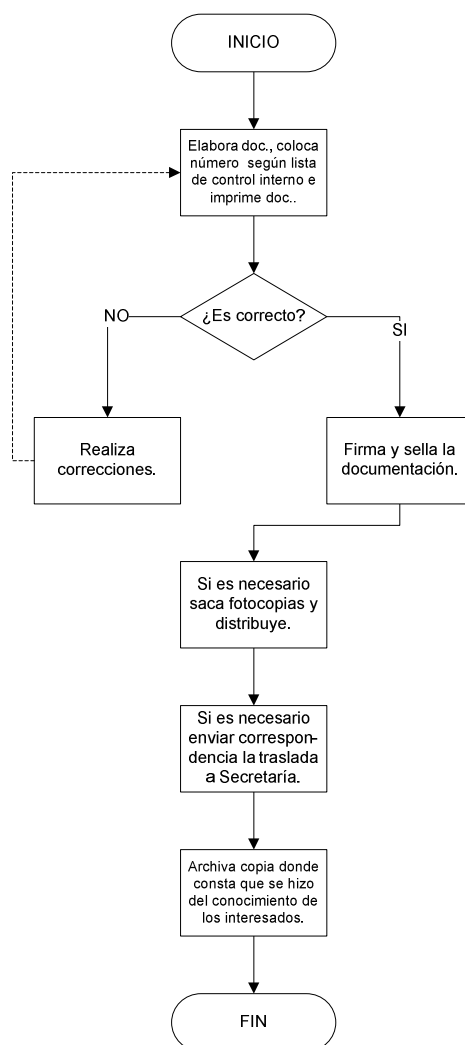 INICIO
Elabora doc., coloca
número según lista
de control interno e
imprime doc..
¿Es correcto?
NO
SI
Realiza
correcciones.
Firma y sella la
documentación.
Si es necesario
saca fotocopias y
distribuye.
Si es necesario
enviar correspon-
dencia la traslada
a Secretaría.
Archiva copia donde
consta que se hizo
del conocimiento de
los interesados.
FIN